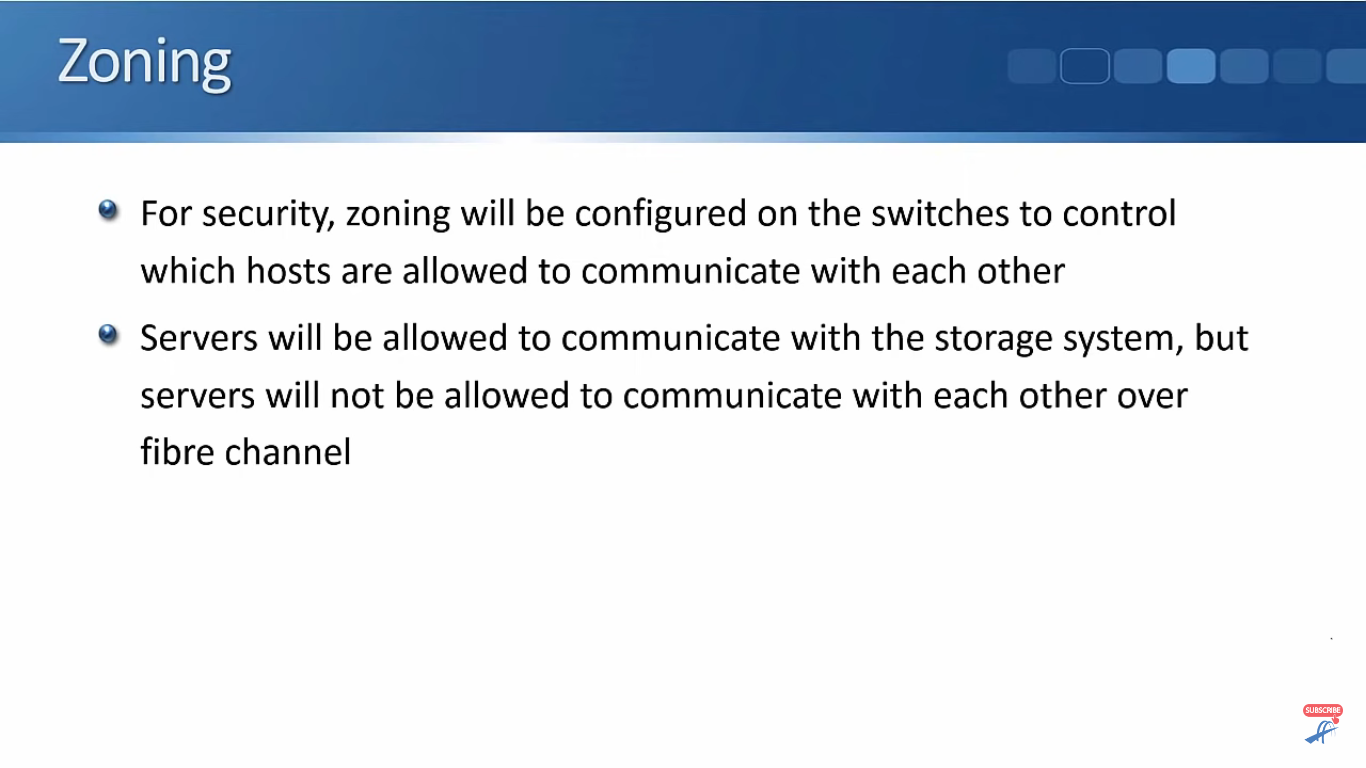 Zoning
For security, zoning will be configured on the switches to control
which hosts are allowed to communicate with each other
Servers will be allowed to communicate with the storage system, but
servers will not be allowed to communicate with each other over
fibre channel
SUBSCRIBE